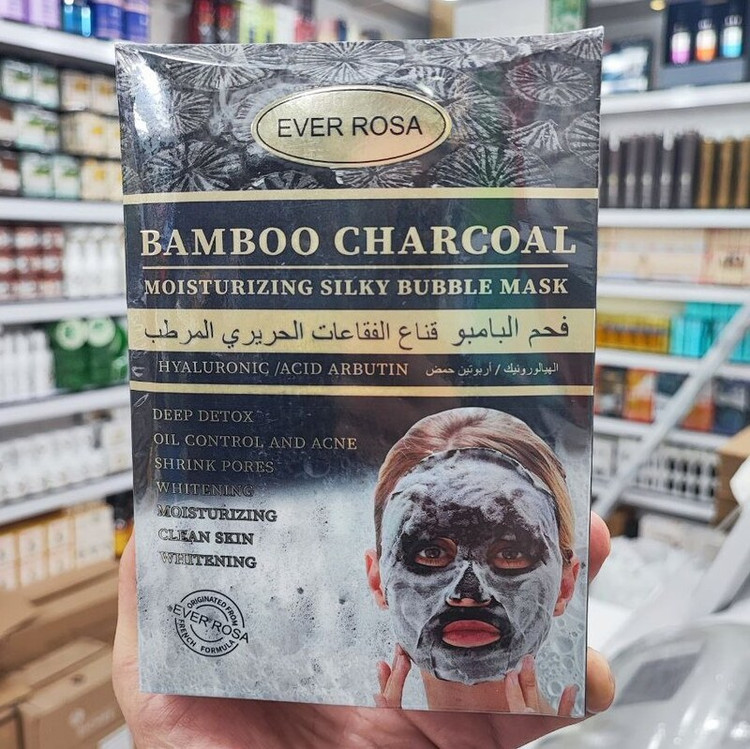 EVER ROSA
BAMBOO CHARCOAL
MOISTURIZING SILKY BUBBLE MASK
فحم البامبو قناع الفقاعات الحريري المرطب
HYALURONIC /ACID ARBUTIN الهيالورونيك / أربوتين حمض
DEEP DETOX
OIL CONTROL AND ACNE
SHRINK PORES
WHITENING
MOISTURIZING
CLEAN SKIN
WHITENING
ORIGINATED FROM
EVER ROSA
FRENCH FORMULA